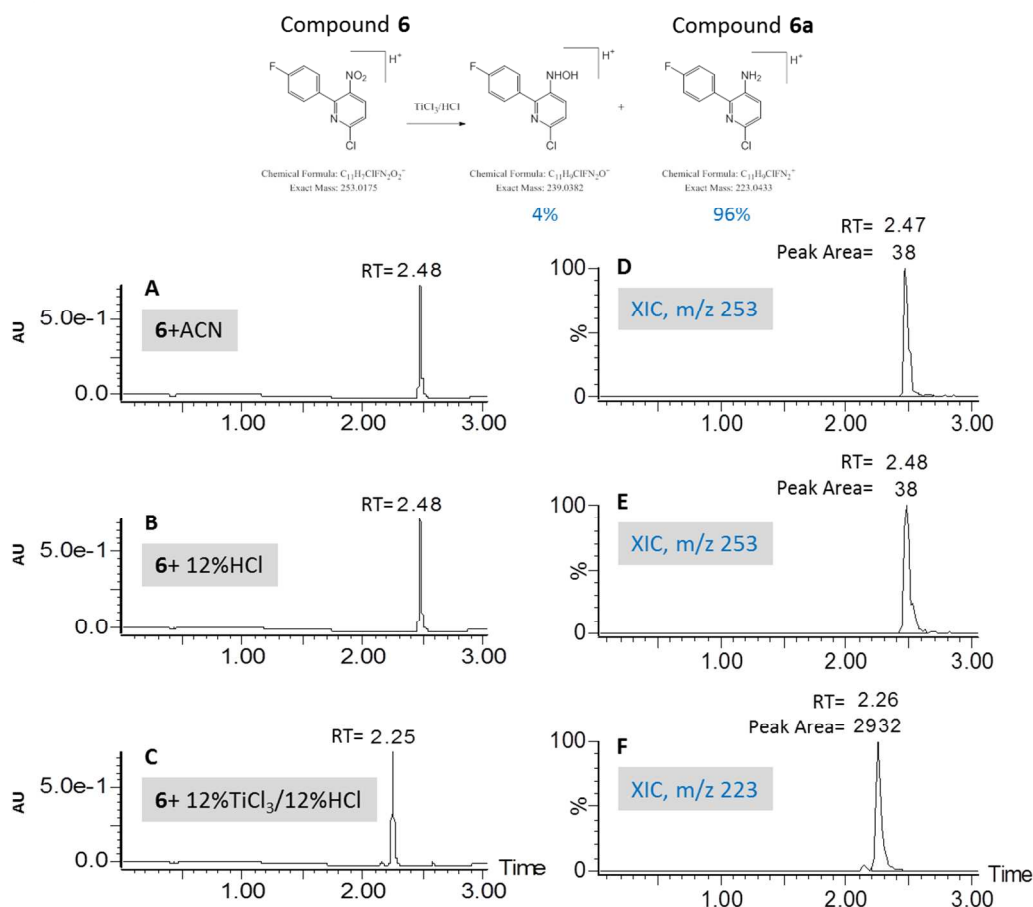 Compound 6
Compound 6a
F
NO₂
N
Cl
H⁺
TiCl₃/HCl
F
NHOH
N
Cl
H⁺
+
F
NH₂
N
Cl
H⁺
Chemical Formula: C₁₁H₇ClFN₂O₂⁺
Exact Mass: 253.0175
Chemical Formula: C₁₁H₉ClFN₂O⁺
Exact Mass: 239.0382
Chemical Formula: C₁₁H₉ClFN₂⁺
Exact Mass: 223.0433
4%
96%
A
6+ACN
RT= 2.48
AU
5.0e-1
0.0
1.00 2.00 3.00
D
XIC, m/z 253
RT= 2.47
Peak Area= 38
100
%
0
1.00 2.00 3.00
B
6+ 12%HCl
RT= 2.48
AU
5.0e-1
0.0
1.00 2.00 3.00
E
XIC, m/z 253
RT= 2.48
Peak Area= 38
100
%
0
1.00 2.00 3.00
C
6+ 12%TiCl₃/12%HCl
RT= 2.25
AU
5.0e-1
0.0
Time
1.00 2.00 3.00
F
XIC, m/z 223
RT= 2.26
Peak Area= 2932
100
%
0
Time
1.00 2.00 3.00